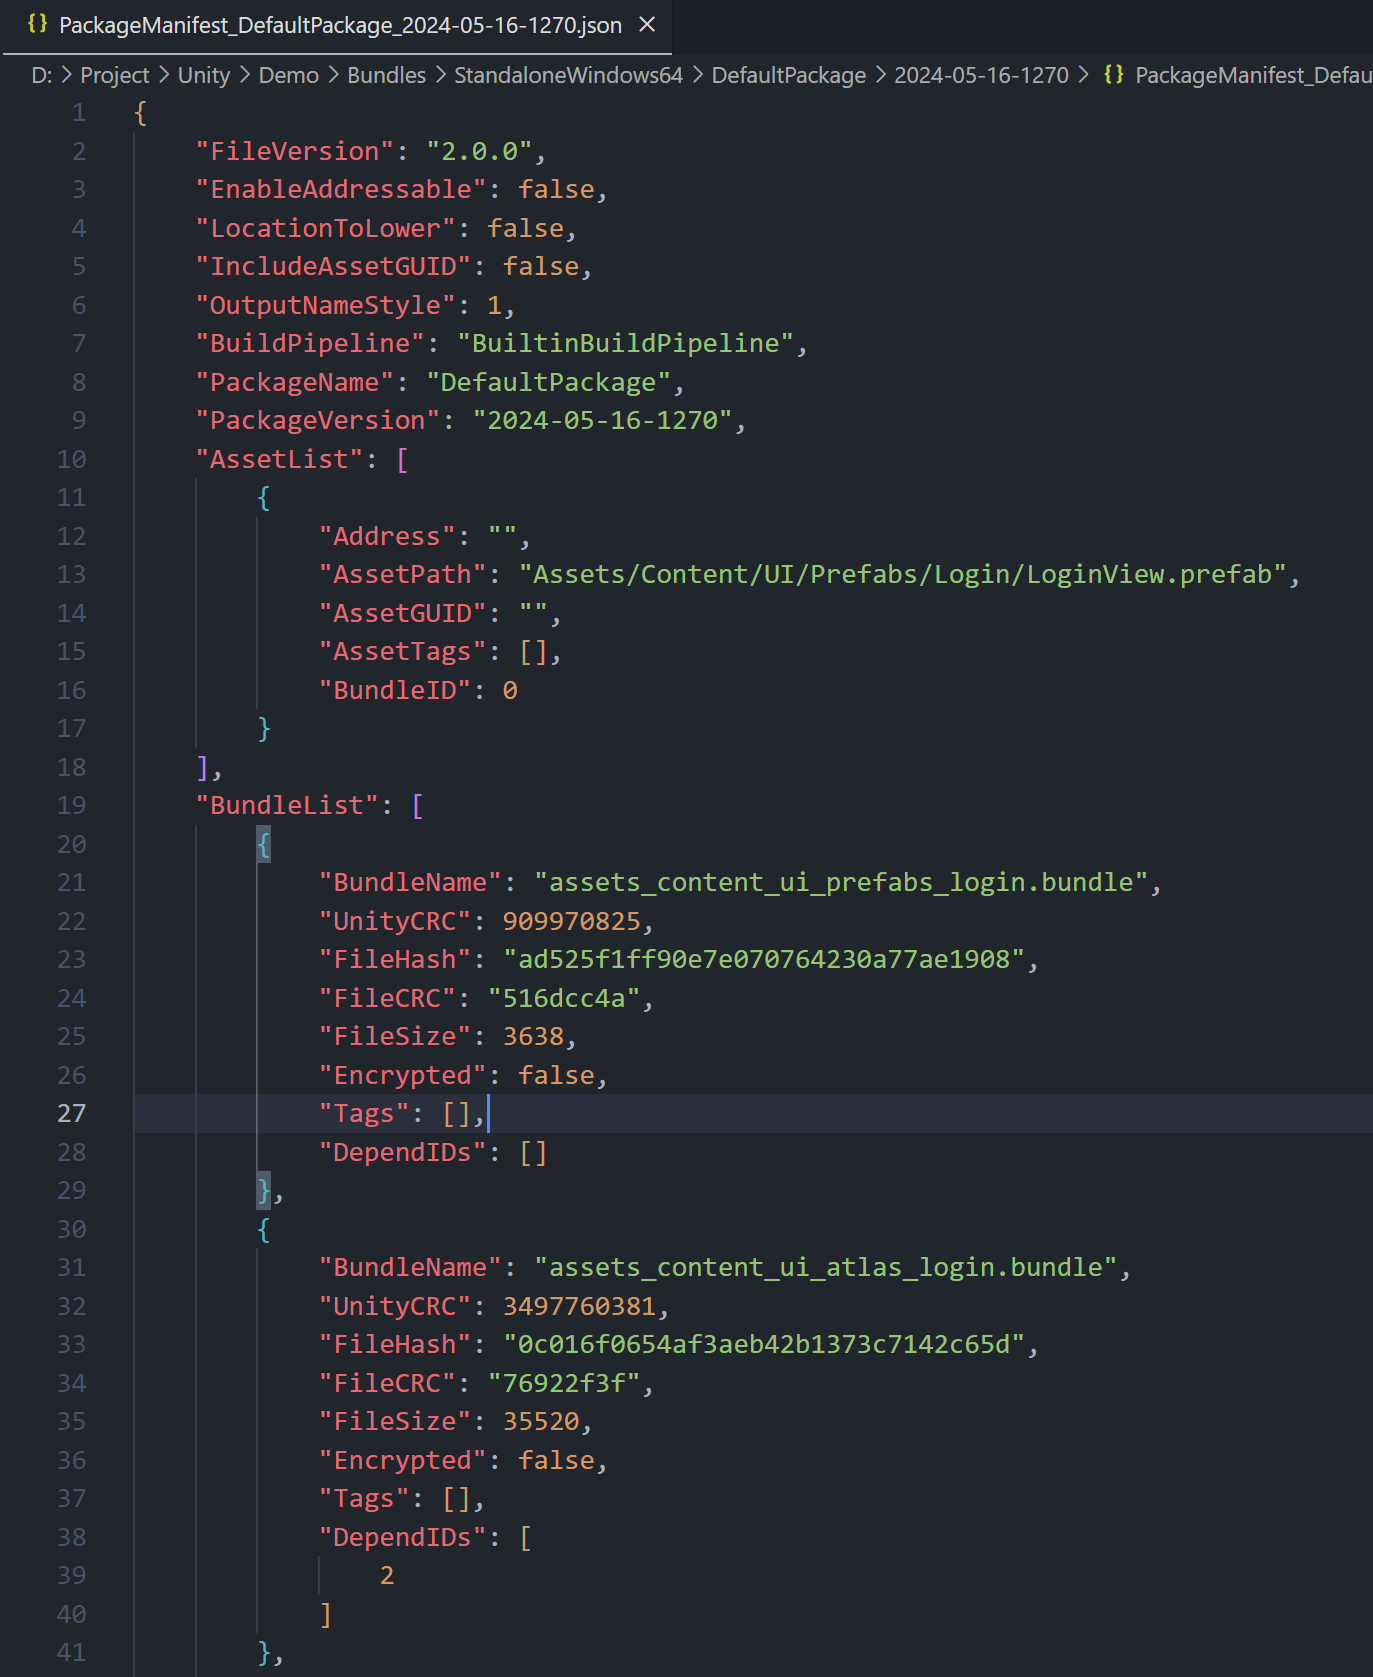 {} PackageManifest_DefaultPackage_2024-05-16-1270.json ×
D: > Project > Unity > Demo > Bundles > StandaloneWindows64 > DefaultPackage > 2024-05-16-1270 > {} PackageManifest_Defau
1 {
2 "FileVersion": "2.0.0",
3 "EnableAddressable": false,
4 "LocationToLower": false,
5 "IncludeAssetGUID": false,
6 "OutputNameStyle": 1,
7 "BuildPipeline": "BuiltinBuildPipeline",
8 "PackageName": "DefaultPackage",
9 "PackageVersion": "2024-05-16-1270",
10 "AssetList": [
11 {
12 "Address": "",
13 "AssetPath": "Assets/Content/UI/Prefabs/Login/LoginView.prefab",
14 "AssetGUID": "",
15 "AssetTags": [],
16 "BundleID": 0
17 }
18 ],
19 "BundleList": [
20 {
21 "BundleName": "assets_content_ui_prefabs_login.bundle",
22 "UnityCRC": 909970825,
23 "FileHash": "ad525f1ff90e7e070764230a77ae1908",
24 "FileCRC": "516dcc4a",
25 "FileSize": 3638,
26 "Encrypted": false,
27 "Tags": [],
28 "DependIDs": []
29 },
30 {
31 "BundleName": "assets_content_ui_atlas_login.bundle",
32 "UnityCRC": 3497760381,
33 "FileHash": "0c016f0654af3aeb42b1373c7142c65d",
34 "FileCRC": "76922f3f",
35 "FileSize": 35520,
36 "Encrypted": false,
37 "Tags": [],
38 "DependIDs": [
39 2
40 ]
41 },